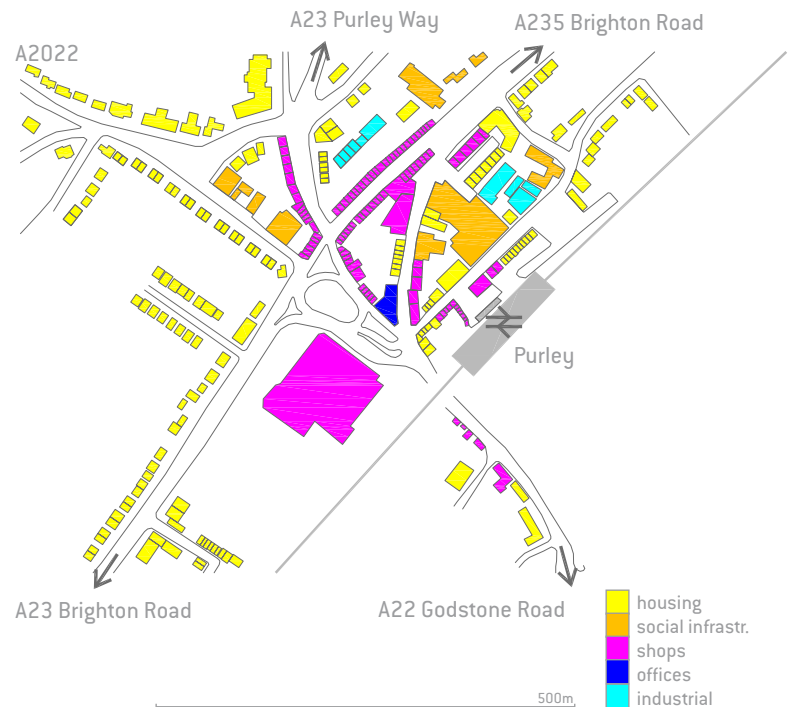 A23 Purley Way
A235 Brighton Road
A2022
Purley
A23 Brighton Road
A22 Godstone Road
housing
social infrastr.
shops
offices
industrial
500m